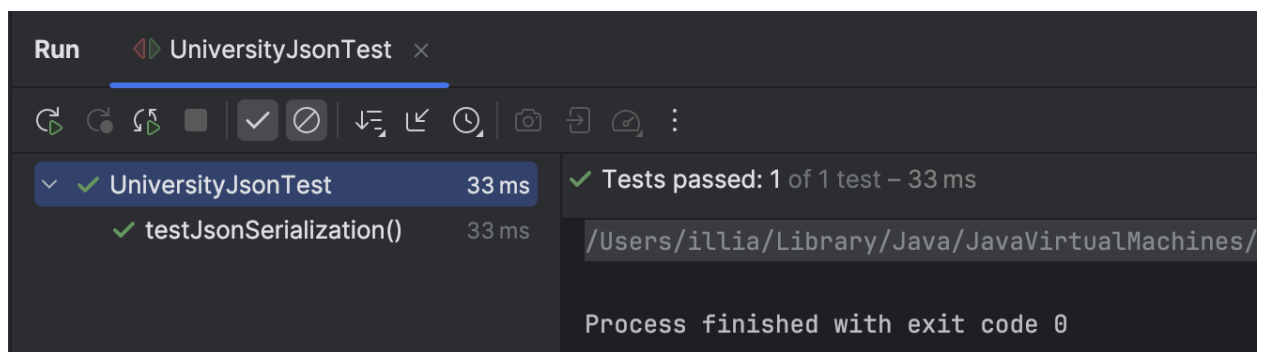 Run UniversityJsonTest
UniversityJsonTest 33 ms
testJsonSerialization() 33 ms
Tests passed: 1 of 1 test – 33 ms
/Users/illia/Library/Java/JavaVirtualMachines/
Process finished with exit code 0